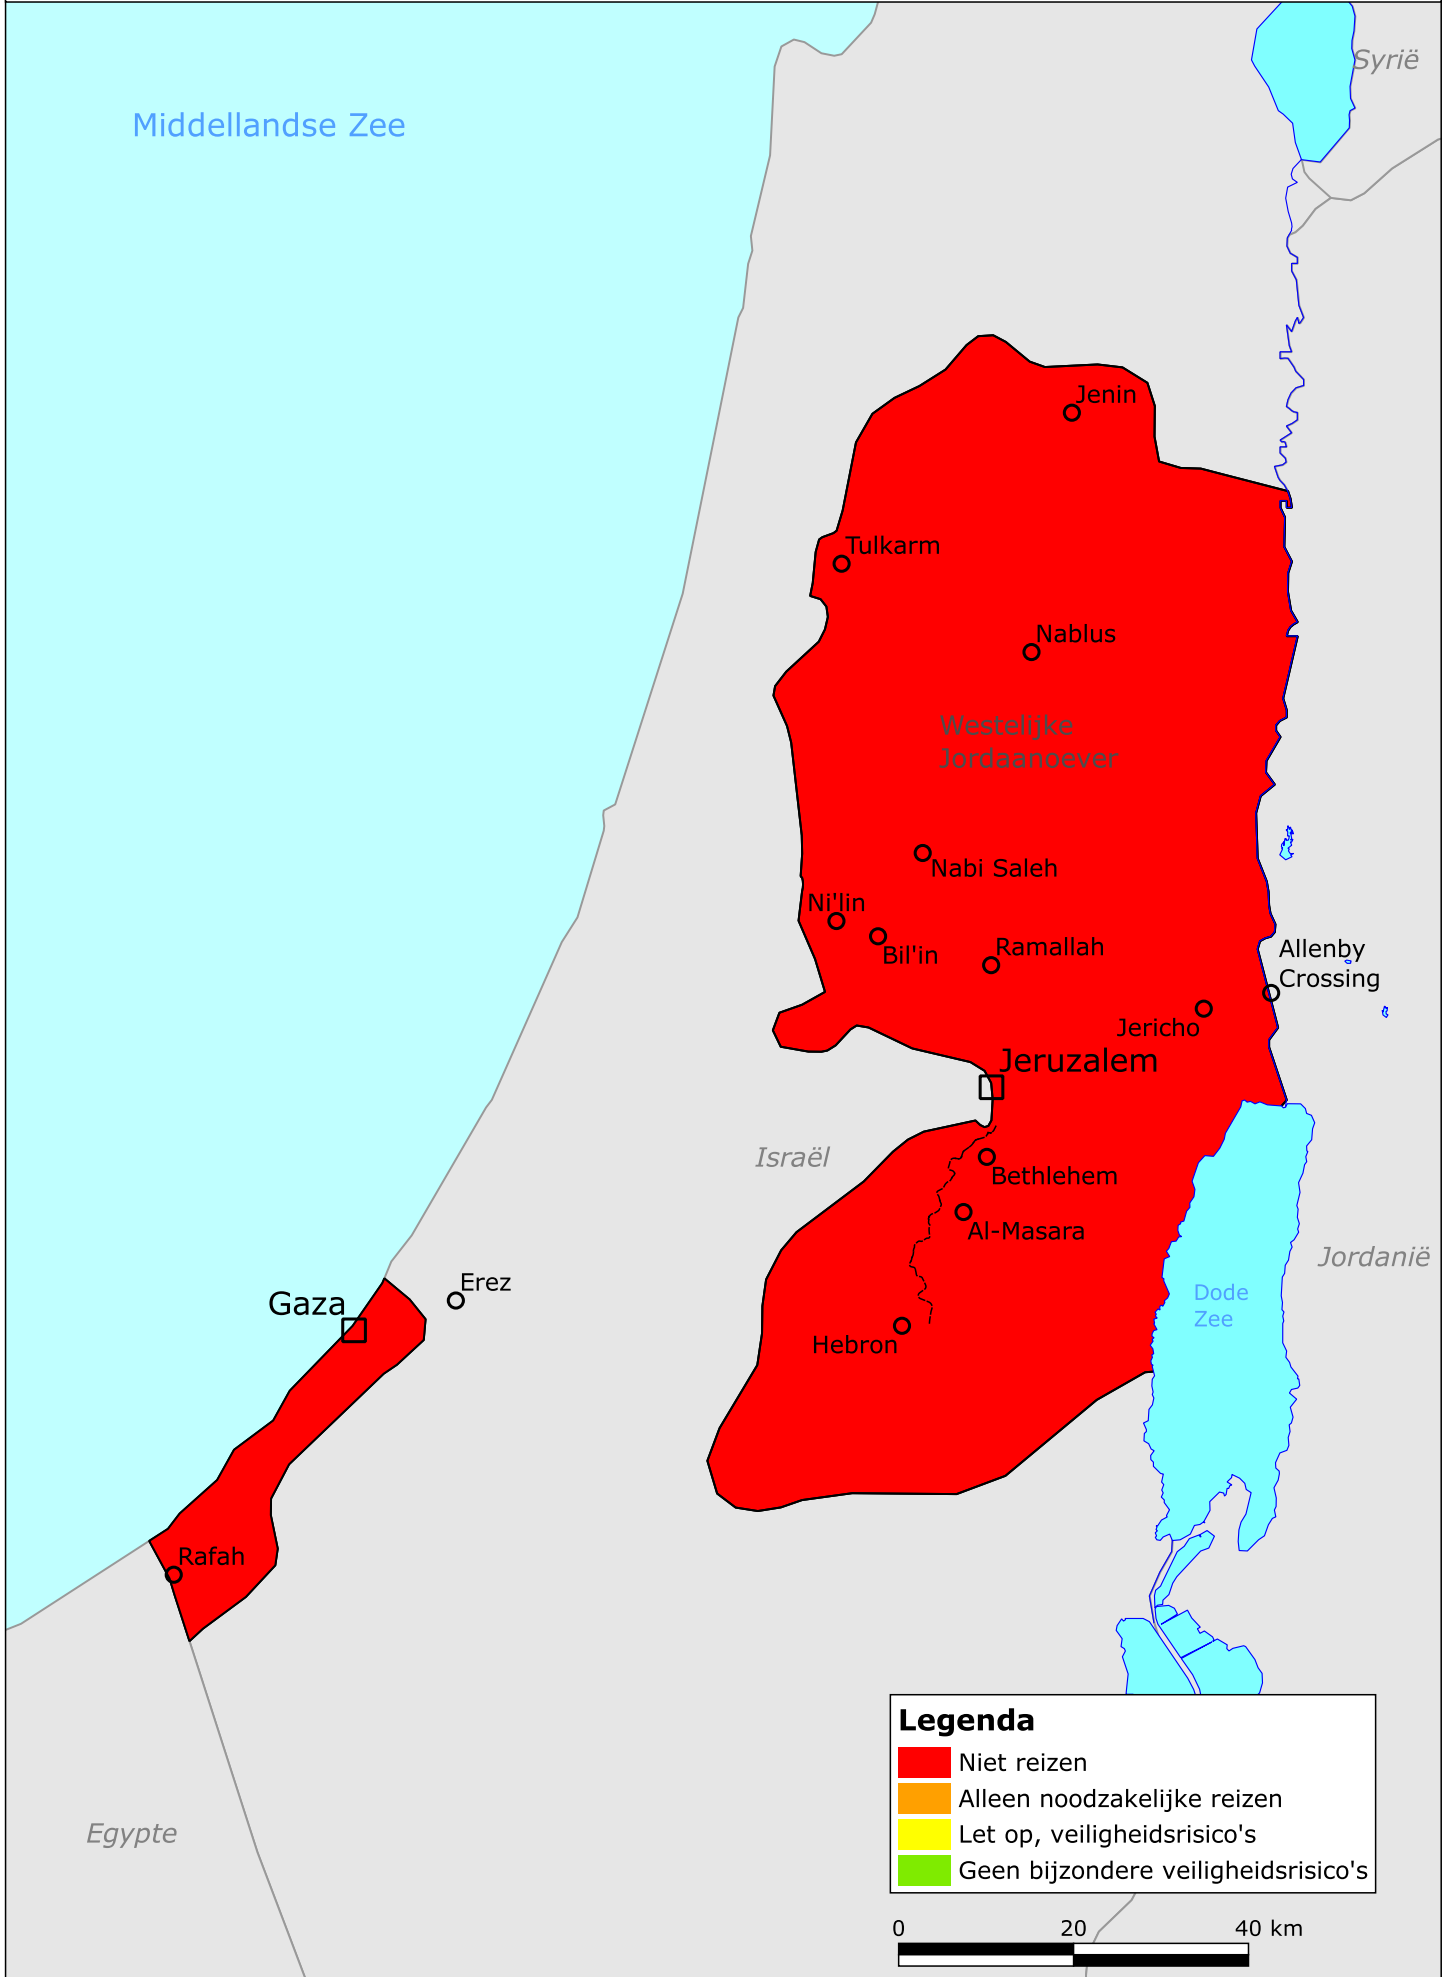 Syrië
Middellandse Zee
Jenin
Tulkarm
Nablus
Westelijke
Jordaanoever
Nabi Saleh
Ni'lin
Bil'in
Ramallah
Allenby
Crossing
Jericho
Jeruzalem
Israël
Bethlehem
Al-Masara
Jordanië
Erez
Gaza
Dode
Zee
Hebron
Rafah
Legenda
Niet reizen
Alleen noodzakelijke reizen
Let op, veiligheidsrisico's
Geen bijzondere veiligheidsrisico's
Egypte
0 20 40 km